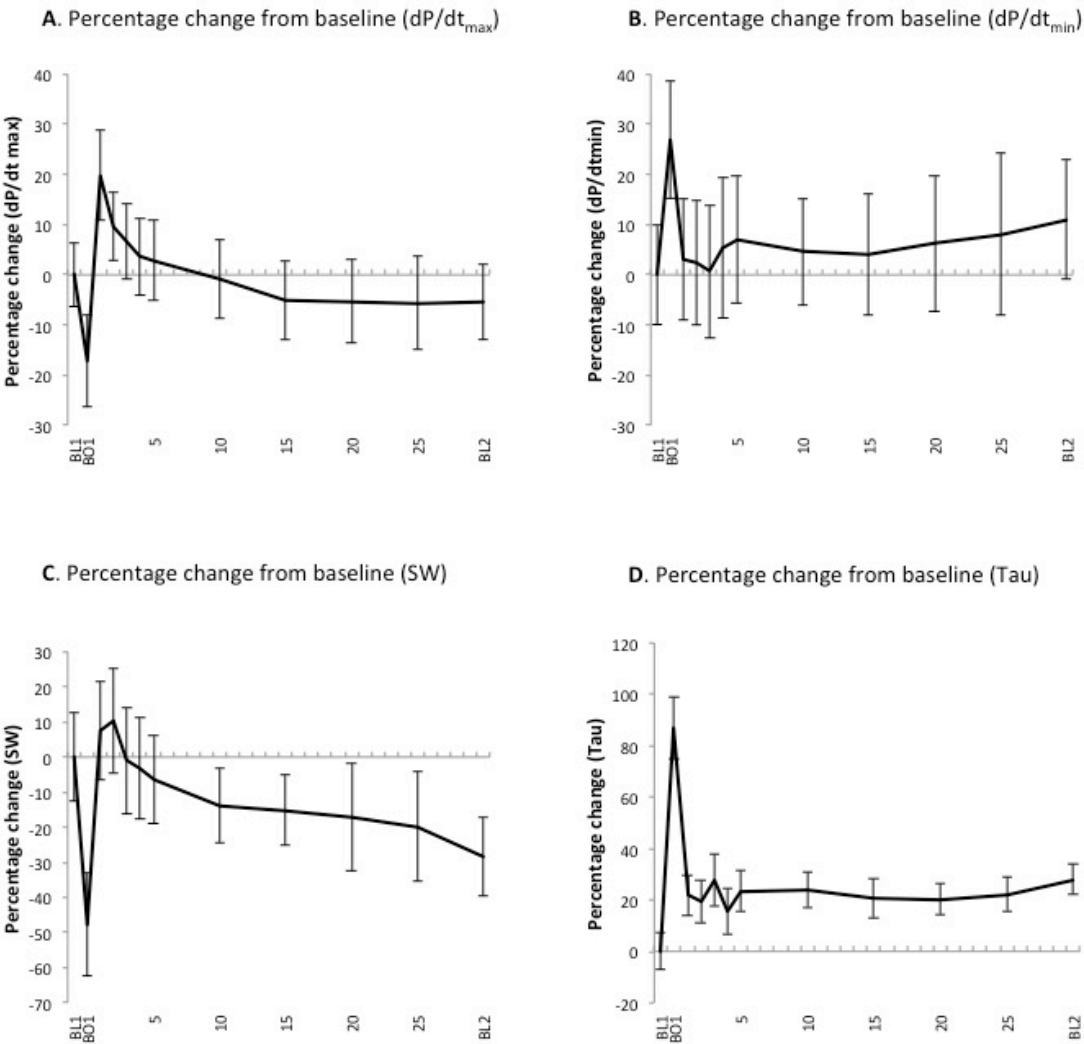 A. Percentage change from baseline (dP/dtmax)
Percentage change (dP/dt max)
40
30
20
10
0
-10
-20
-30
BL1
BO1
5
10
15
20
25
BL2
B. Percentage change from baseline (dP/dtmin)
Percentage change (dP/dtmin)
40
30
20
10
0
-10
-20
-30
BL1
BO1
5
10
15
20
25
BL2
C. Percentage change from baseline (SW)
Percentage change (SW)
30
20
10
0
-10
-20
-30
-40
-50
-60
-70
BL1
BO1
5
10
15
20
25
BL2
D. Percentage change from baseline (Tau)
Percentage change (Tau)
120
100
80
60
40
20
0
-20
BL1
BO1
5
10
15
20
25
BL2